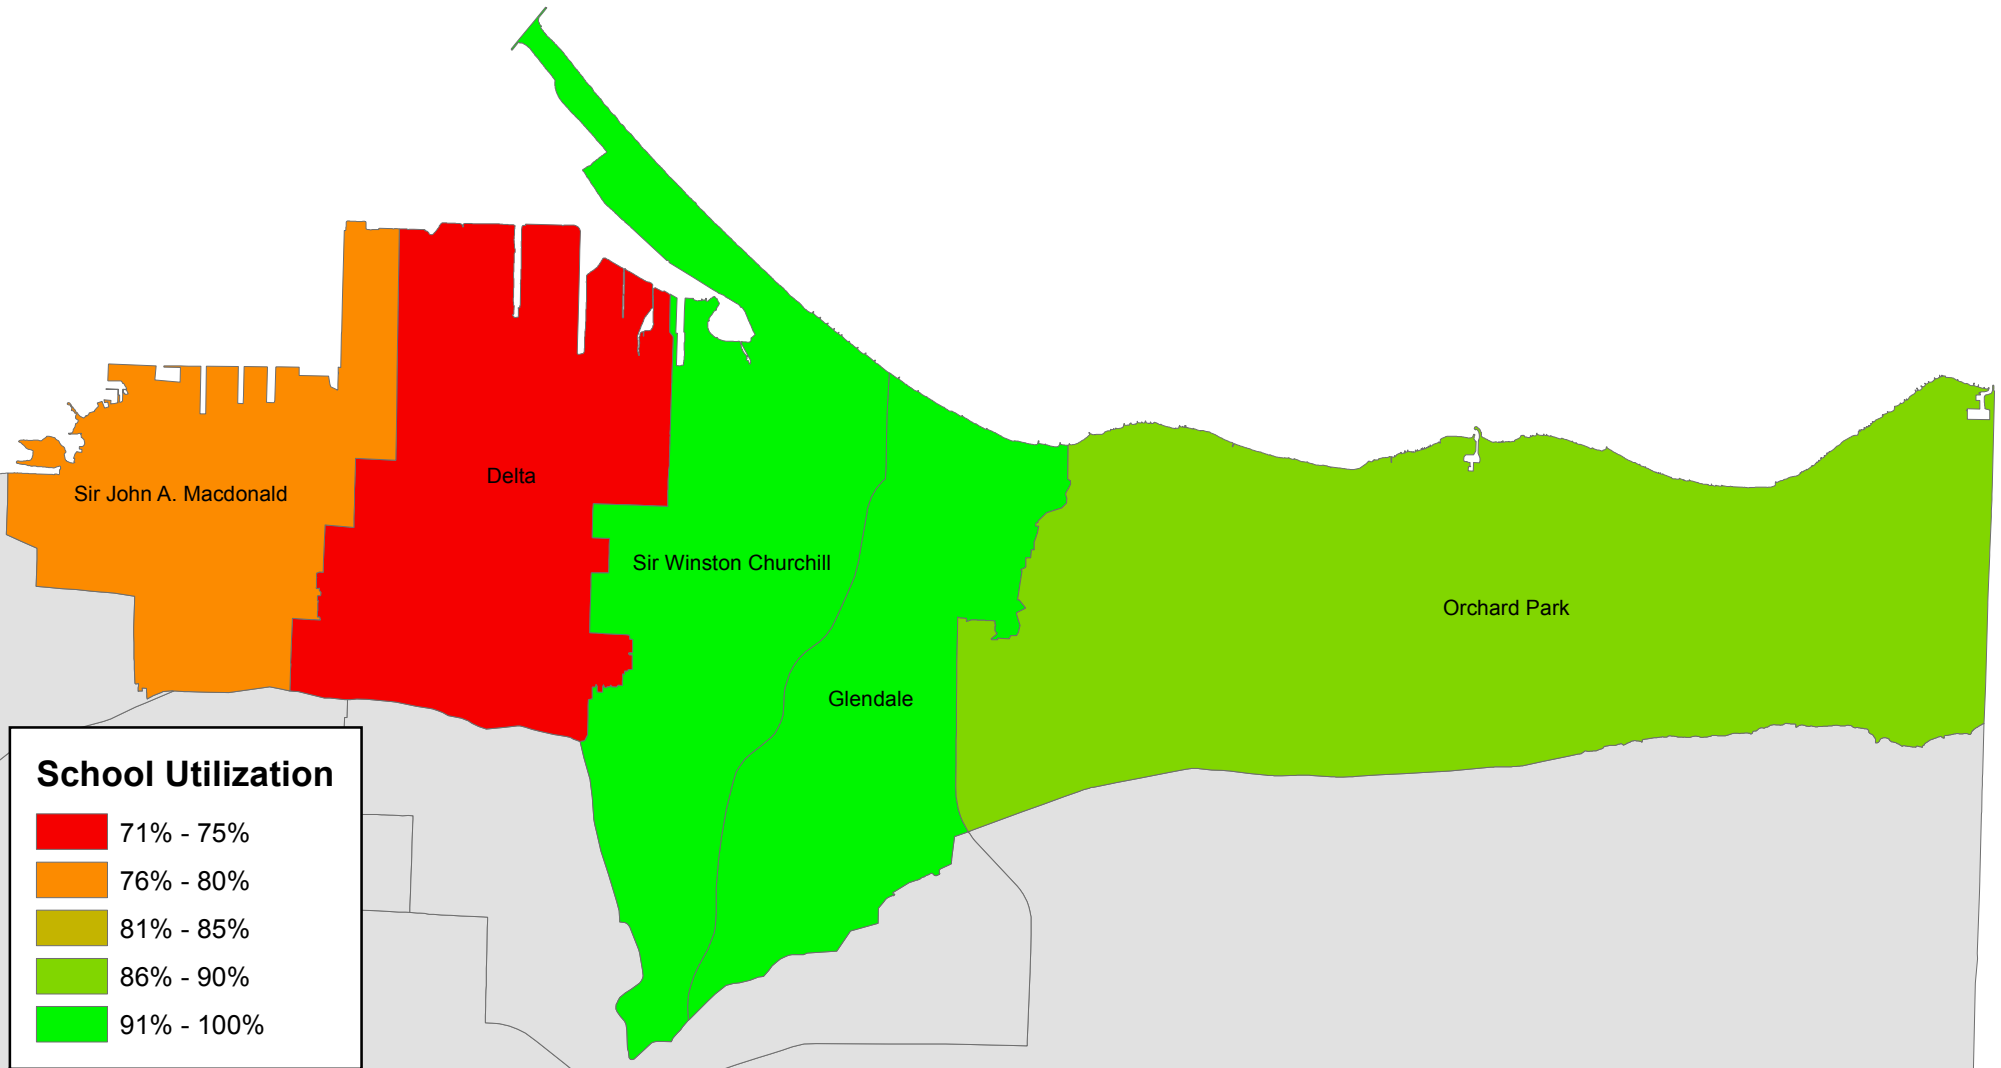 Sir John A. Macdonald
Delta
Sir Winston Churchill
Orchard Park
Glendale
School Utilization
71% - 75%
76% - 80%
81% - 85%
86% - 90%
91% - 100%